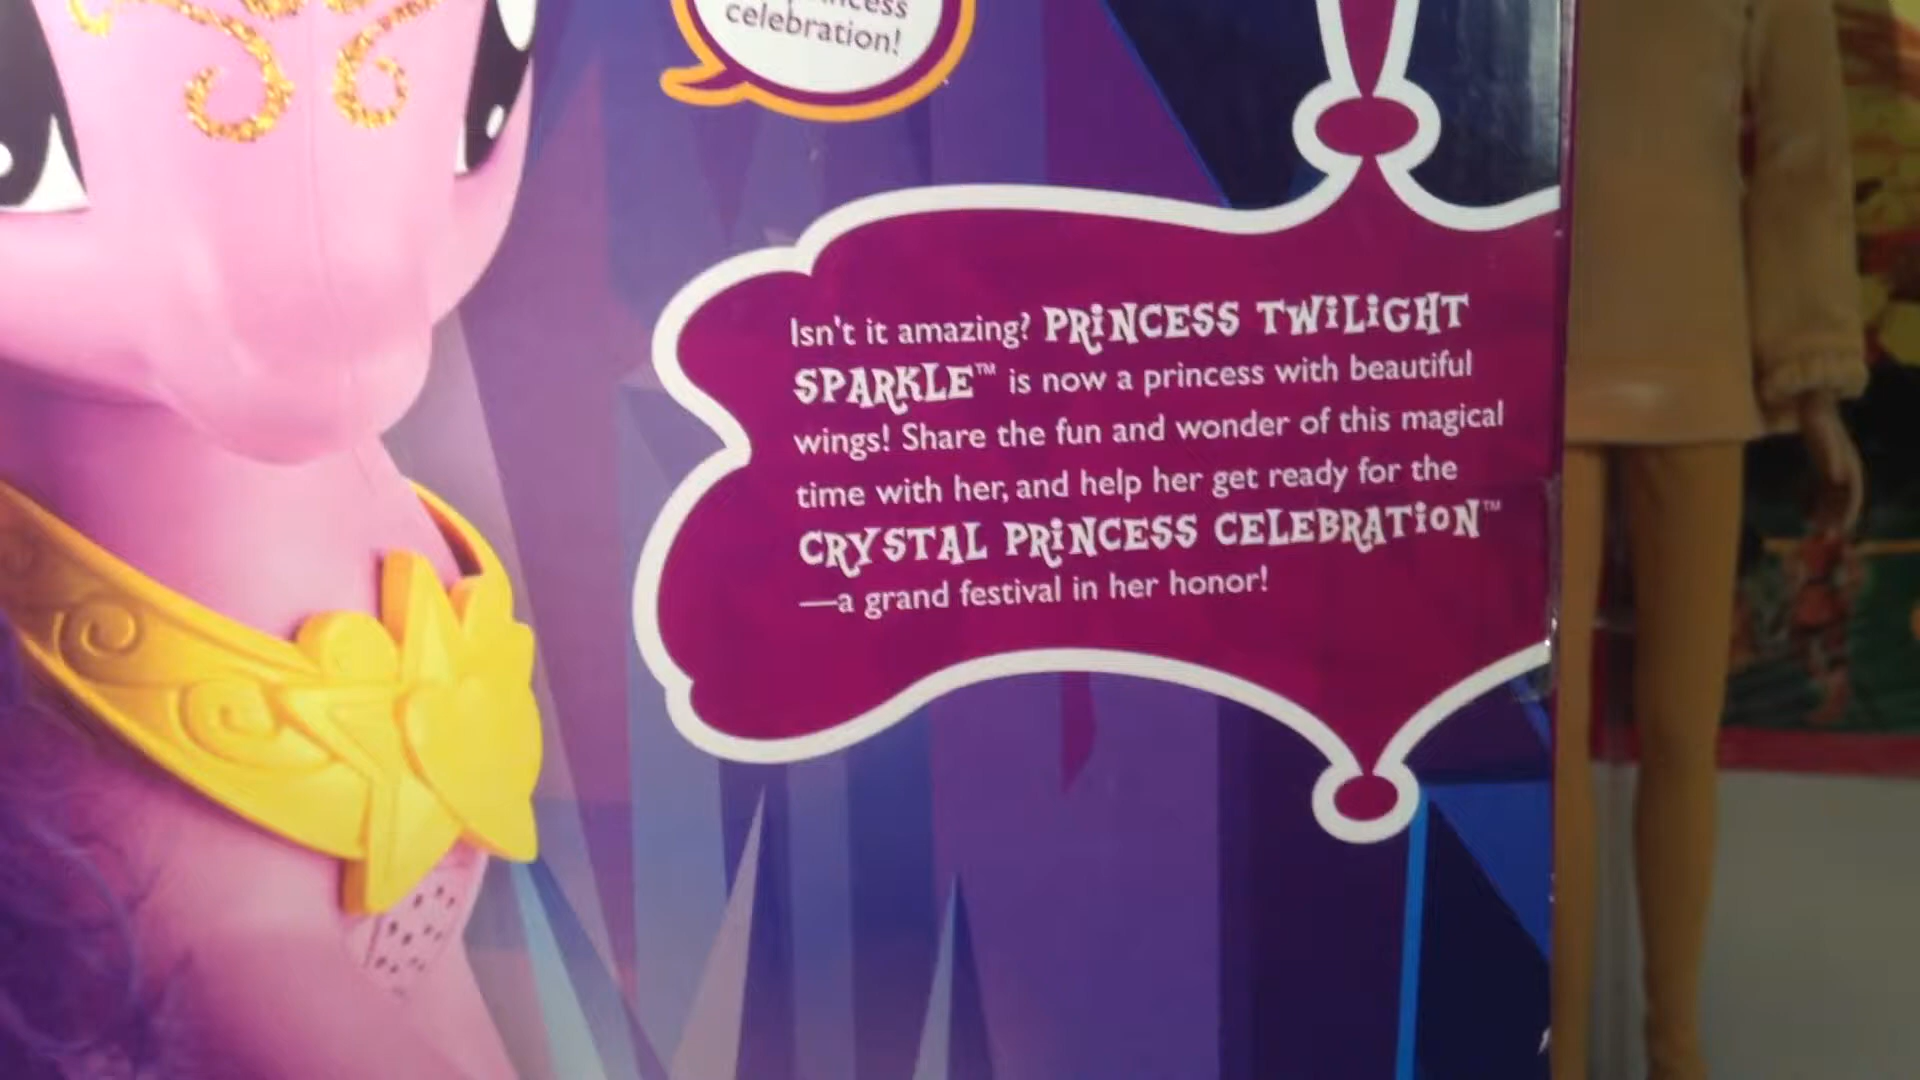 celebration!
Isn't it amazing? PRiNCESS TWiLiGHT
SPARKLE™ is now a princess with beautiful
wings! Share the fun and wonder of this magical
time with her, and help her get ready for the
CRYSTAL PRiNCESS CELEBRATioN™
—a grand festival in her honor!